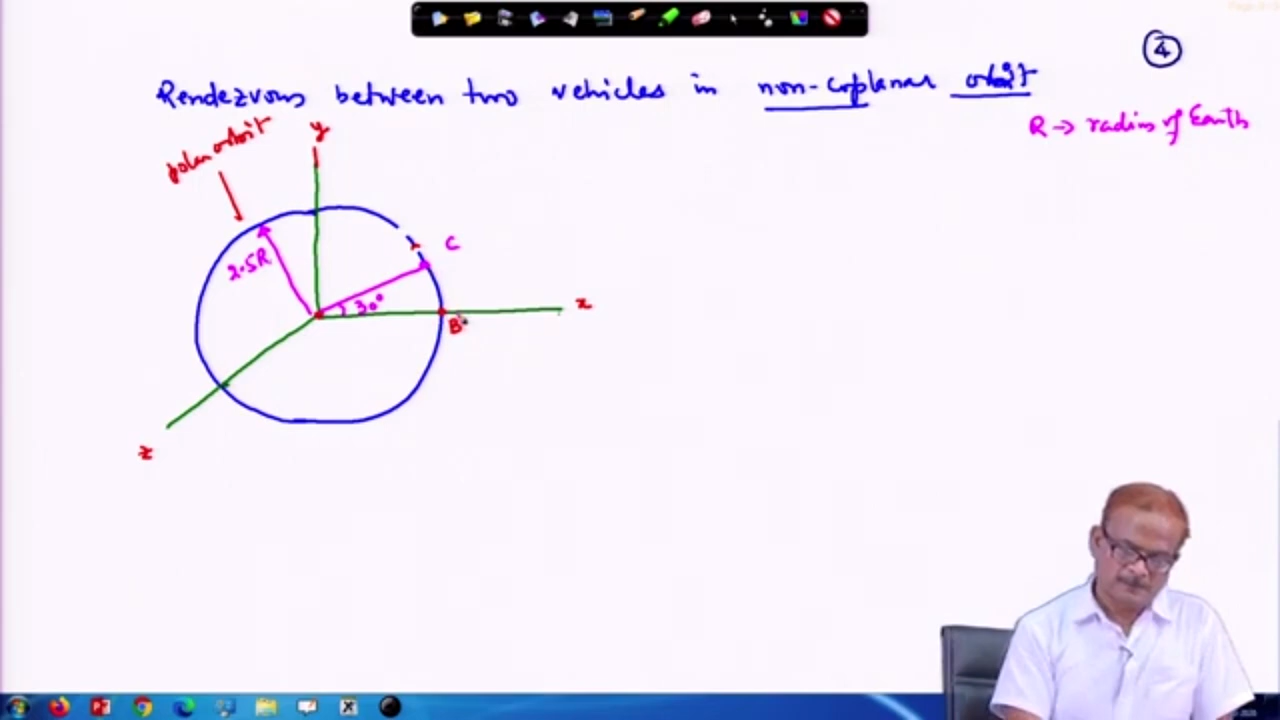 4
Rendezvous between two vehicles in non-coplanar orbit
R → radius of Earth
polar orbit
y
2.5R
C
30°
x
B
z